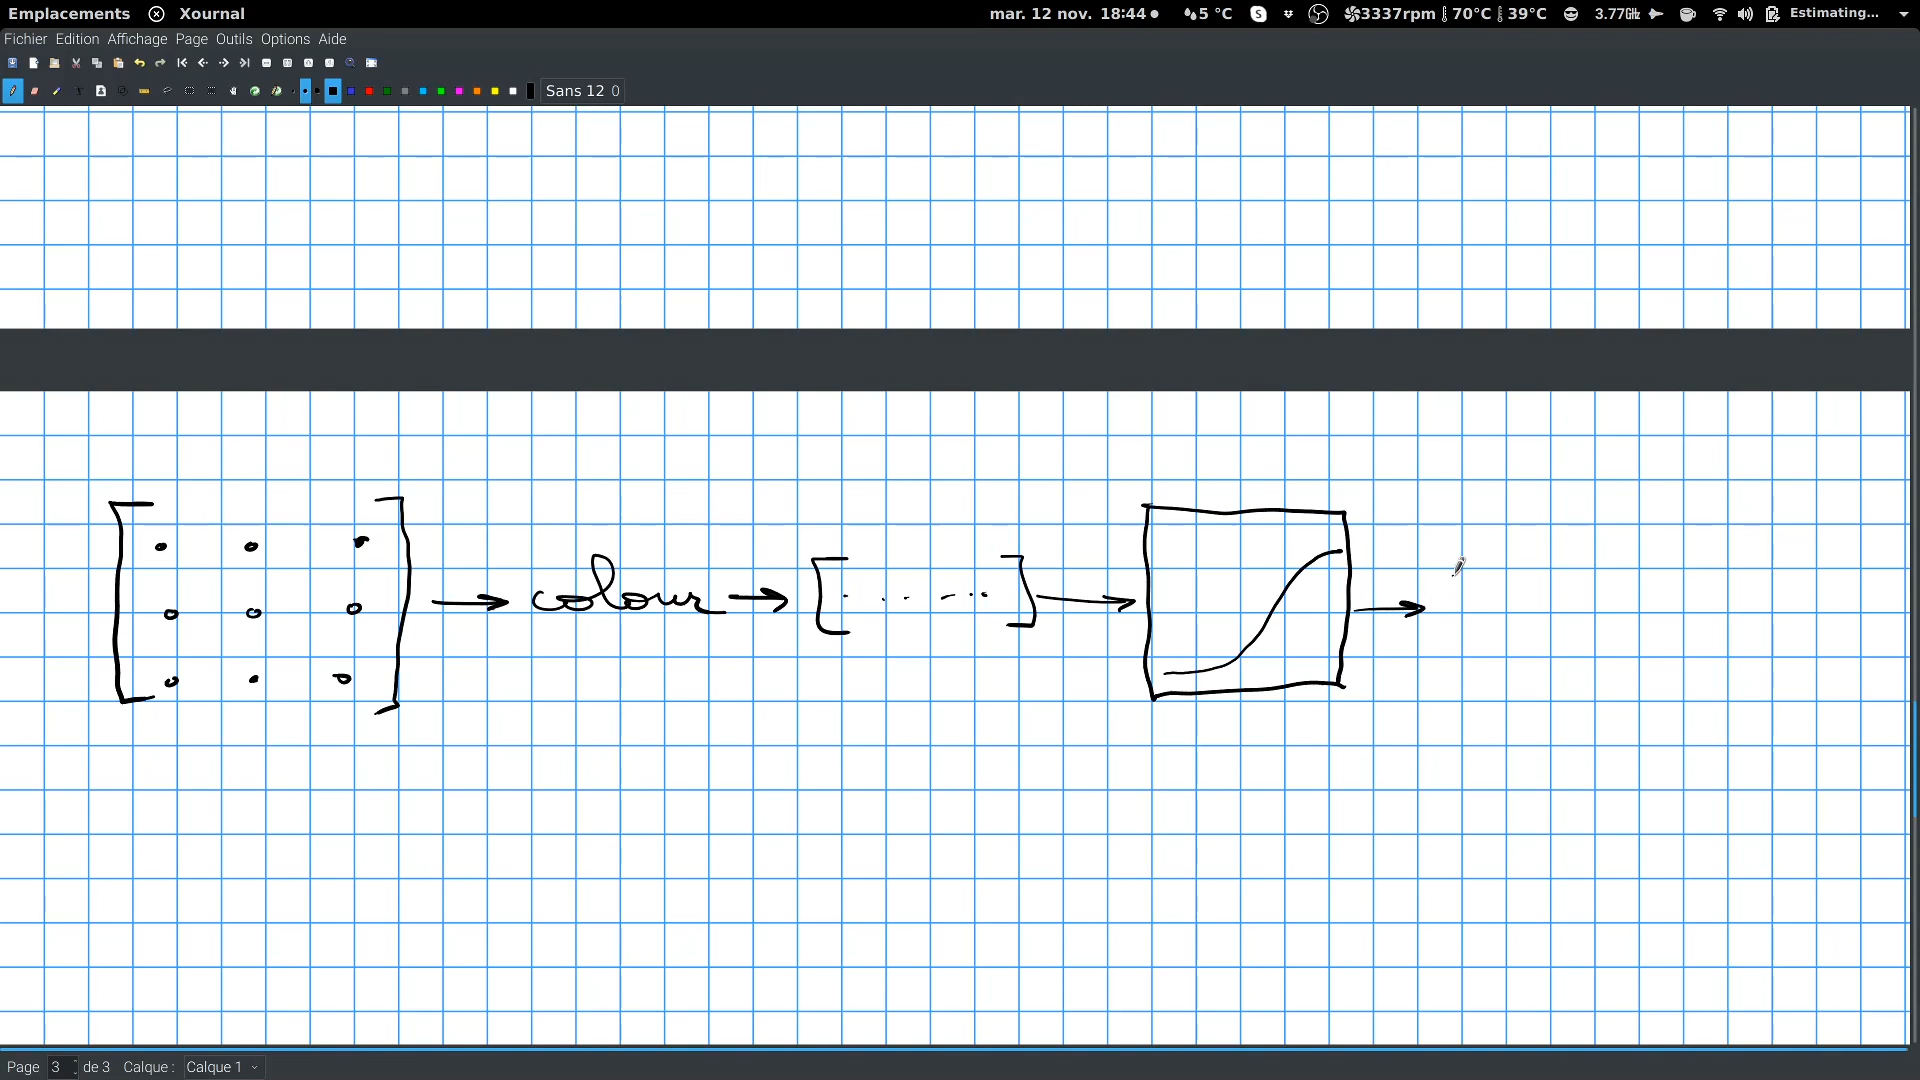 Emplacements Xournal mar. 12 nov. 18:44 5 °C S 3337rpm 70°C 39°C 3.77GHz Estimating...
Fichier Edition Affichage Page Outils Options Aide
Sans 12 0
colour
Page 3 de 3 Calque : Calque 1